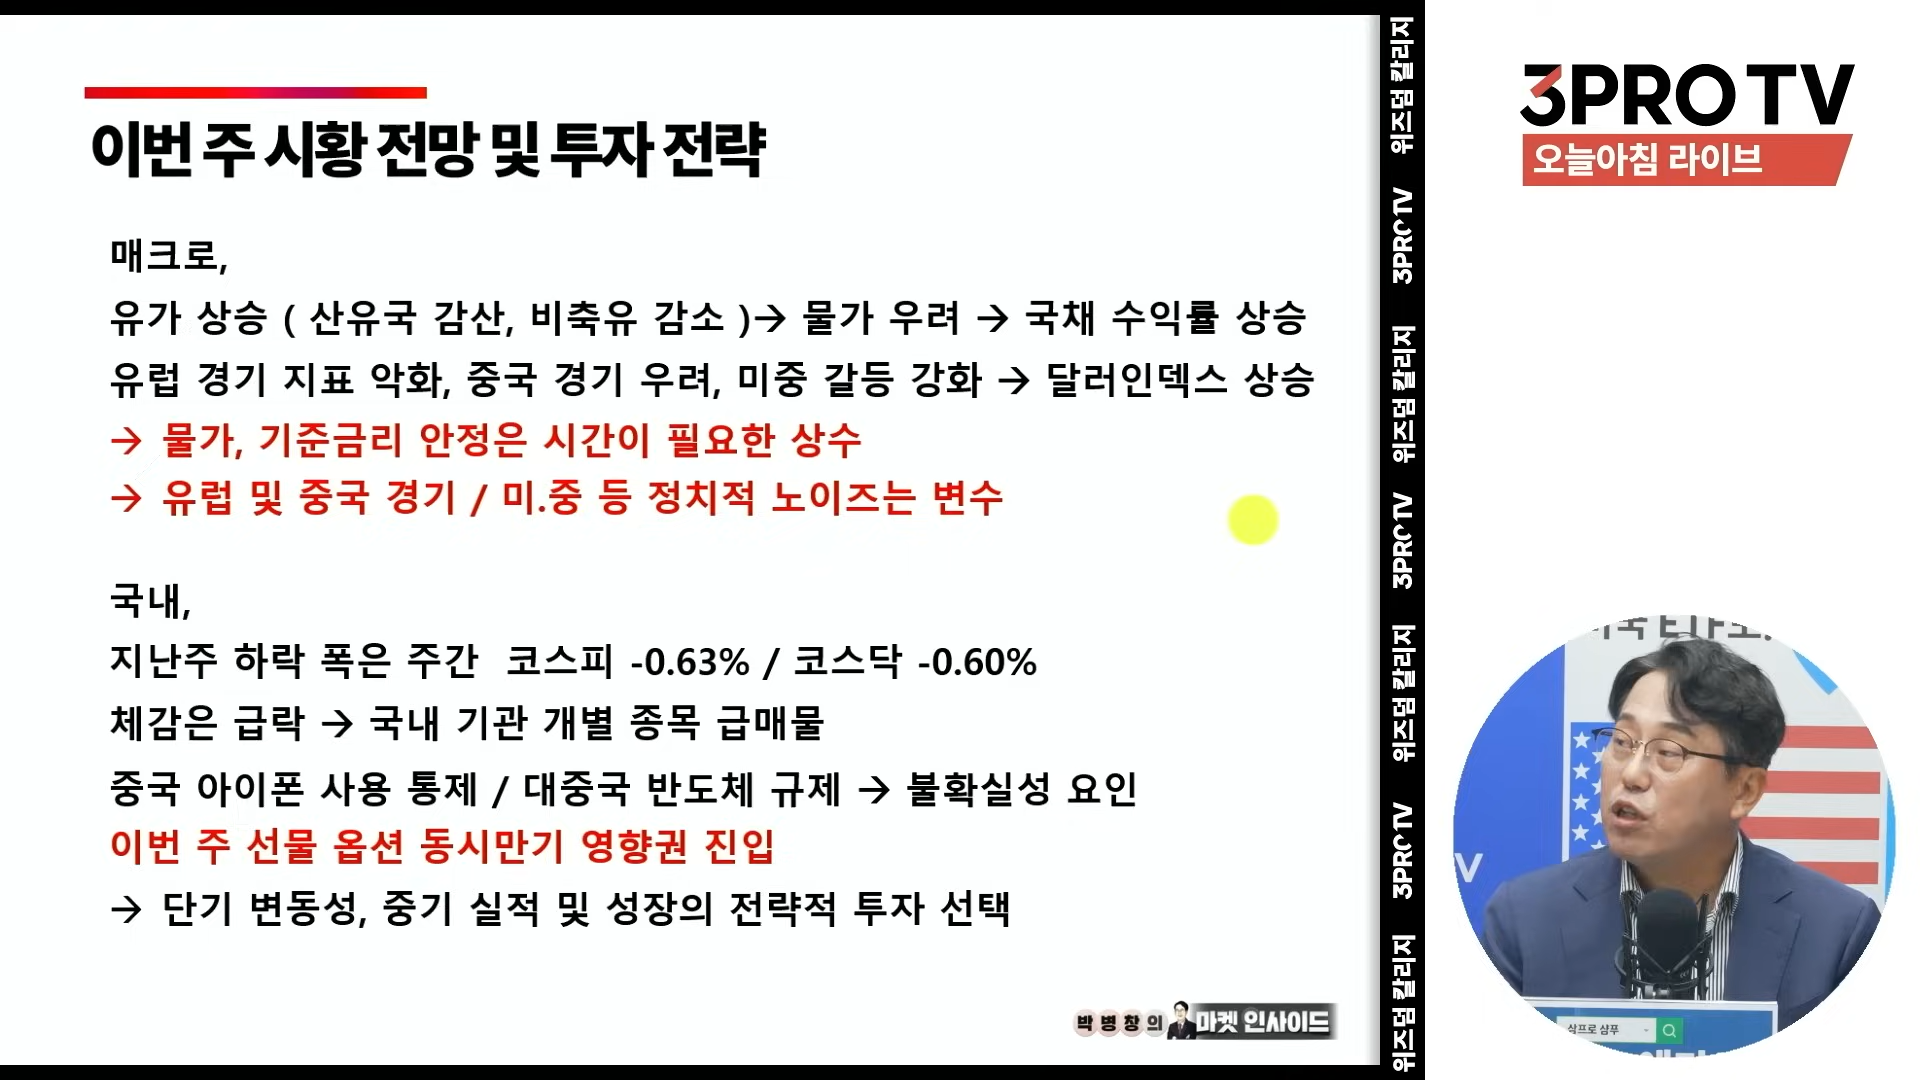 이번 주 시황 전망 및 투자 전략
매크로,
유가 상승 ( 산유국 감산, 비축유 감소 )→ 물가 우려 → 국채 수익률 상승
유럽 경기 지표 악화, 중국 경기 우려, 미중 갈등 강화 → 달러인덱스 상승
→ 물가, 기준금리 안정은 시간이 필요한 상수
→ 유럽 및 중국 경기 / 미.중 등 정치적 노이즈는 변수
국내,
지난주 하락 폭은 주간 코스피 -0.63% / 코스닥 -0.60%
체감은 급락 → 국내 기관 개별 종목 급매물
중국 아이폰 사용 통제 / 대중국 반도체 규제 → 불확실성 요인
이번 주 선물 옵션 동시만기 영향권 진입
→ 단기 변동성, 중기 실적 및 성장의 전략적 투자 선택
박병창의 마켓 인사이드
위즈덤 칼리지
3PROTV
위즈덤 칼리지
3PROTV
위즈덤 칼리지
3PROTV
위즈덤 칼리지
3PRO TV
오늘아침 라이브
V
삼프로 샴푸